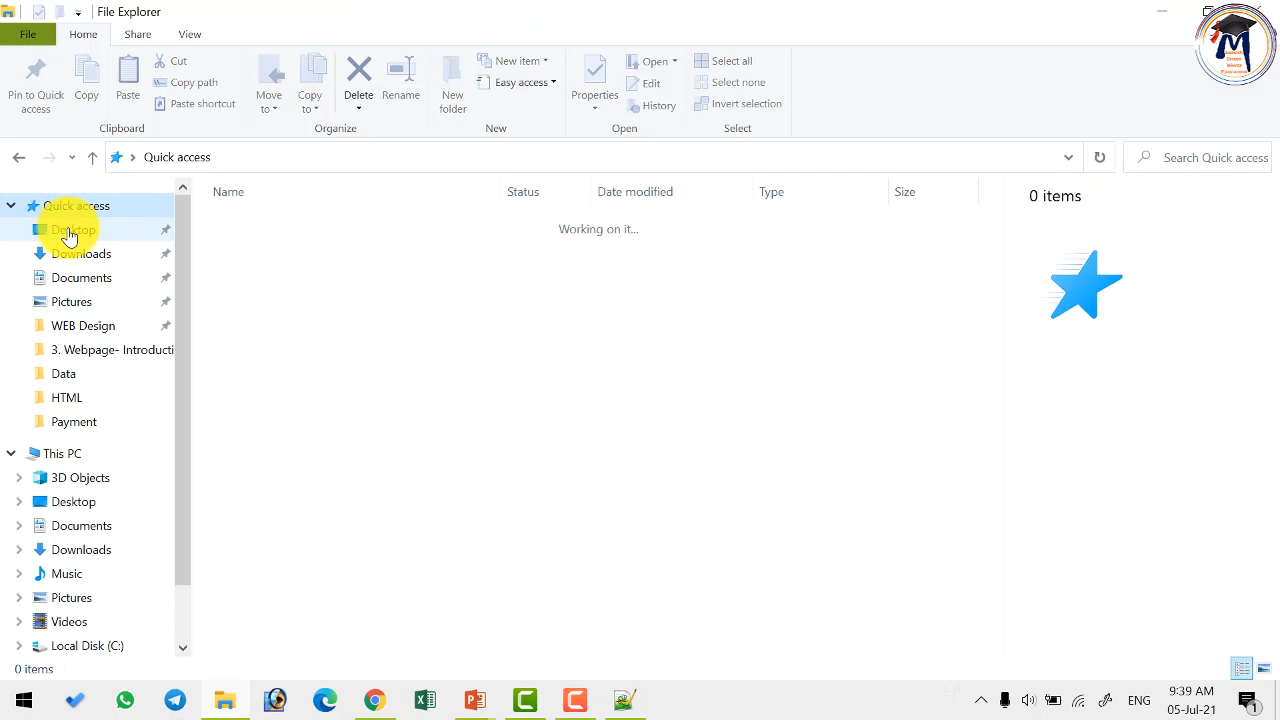 File Explorer
File Home Share View
Pin to Quick access
Copy
Paste
Cut
Copy path
Paste shortcut
Clipboard
Move to
Copy to
Delete
Rename
Organize
New folder
New item
Easy access
New
Properties
Open
Edit
History
Open
Select all
Select none
Invert selection
Select
Quick access
Search Quick access
Name Status Date modified Type Size
Working on it...
0 items
Quick access
Desktop
Downloads
Documents
Pictures
WEB Design
3. Webpage- Introducti
Data
HTML
Payment
This PC
3D Objects
Desktop
Documents
Downloads
Music
Pictures
Videos
Local Disk (C:)
0 items
ENG
9:39 AM
05-Jul-21
1
M